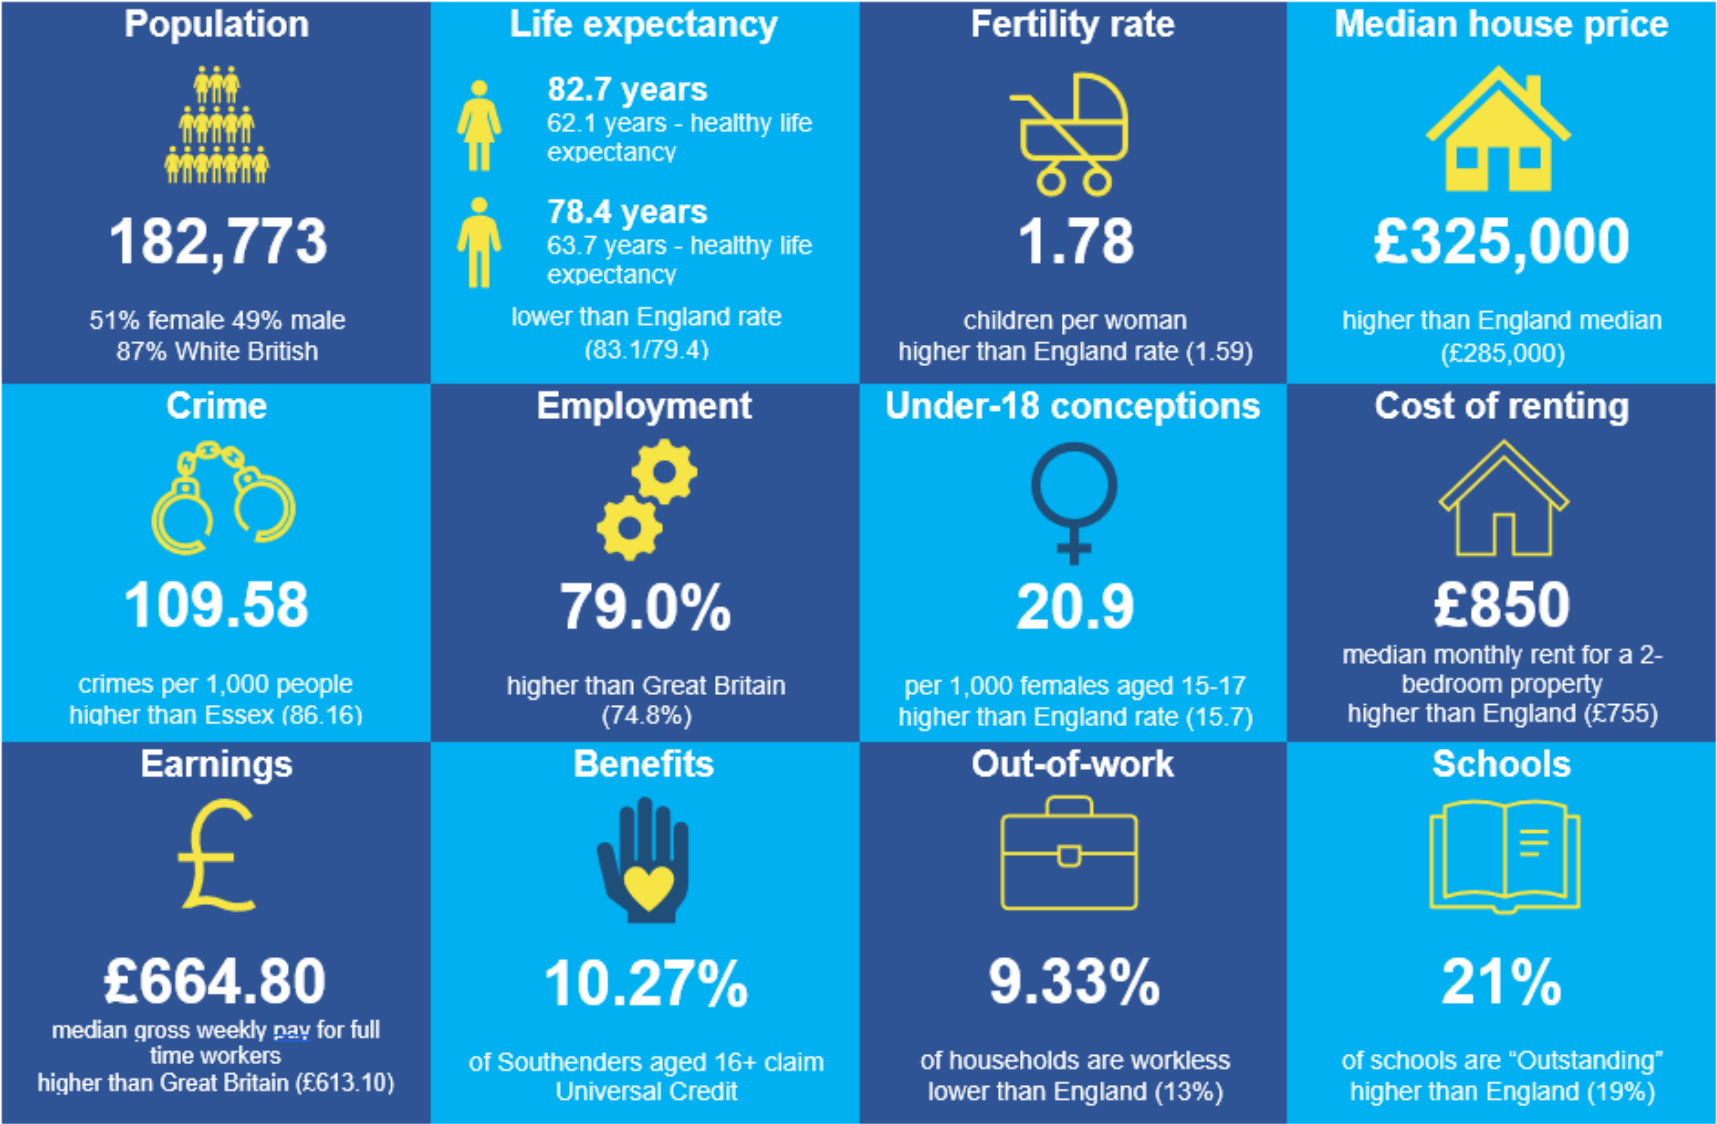 Population
182,773
51% female 49% male
87% White British
Life expectancy
82.7 years
62.1 years - healthy life
expectancy
78.4 years
63.7 years - healthy life
expectancy
lower than England rate
(83.1/79.4)
Fertility rate
1.78
children per woman
higher than England rate (1.59)
Median house price
£325,000
higher than England median
(£285,000)
Crime
109.58
crimes per 1,000 people
higher than Essex (86.16)
Employment
79.0%
higher than Great Britain
(74.8%)
Under-18 conceptions
20.9
per 1,000 females aged 15-17
higher than England rate (15.7)
Cost of renting
£850
median monthly rent for a 2-
bedroom property
higher than England (£755)
Earnings
£
£664.80
median gross weekly pay for full
time workers
higher than Great Britain (£613.10)
Benefits
10.27%
of Southenders aged 16+ claim
Universal Credit
Out-of-work
9.33%
of households are workless
lower than England (13%)
Schools
21%
of schools are “Outstanding”
higher than England (19%)